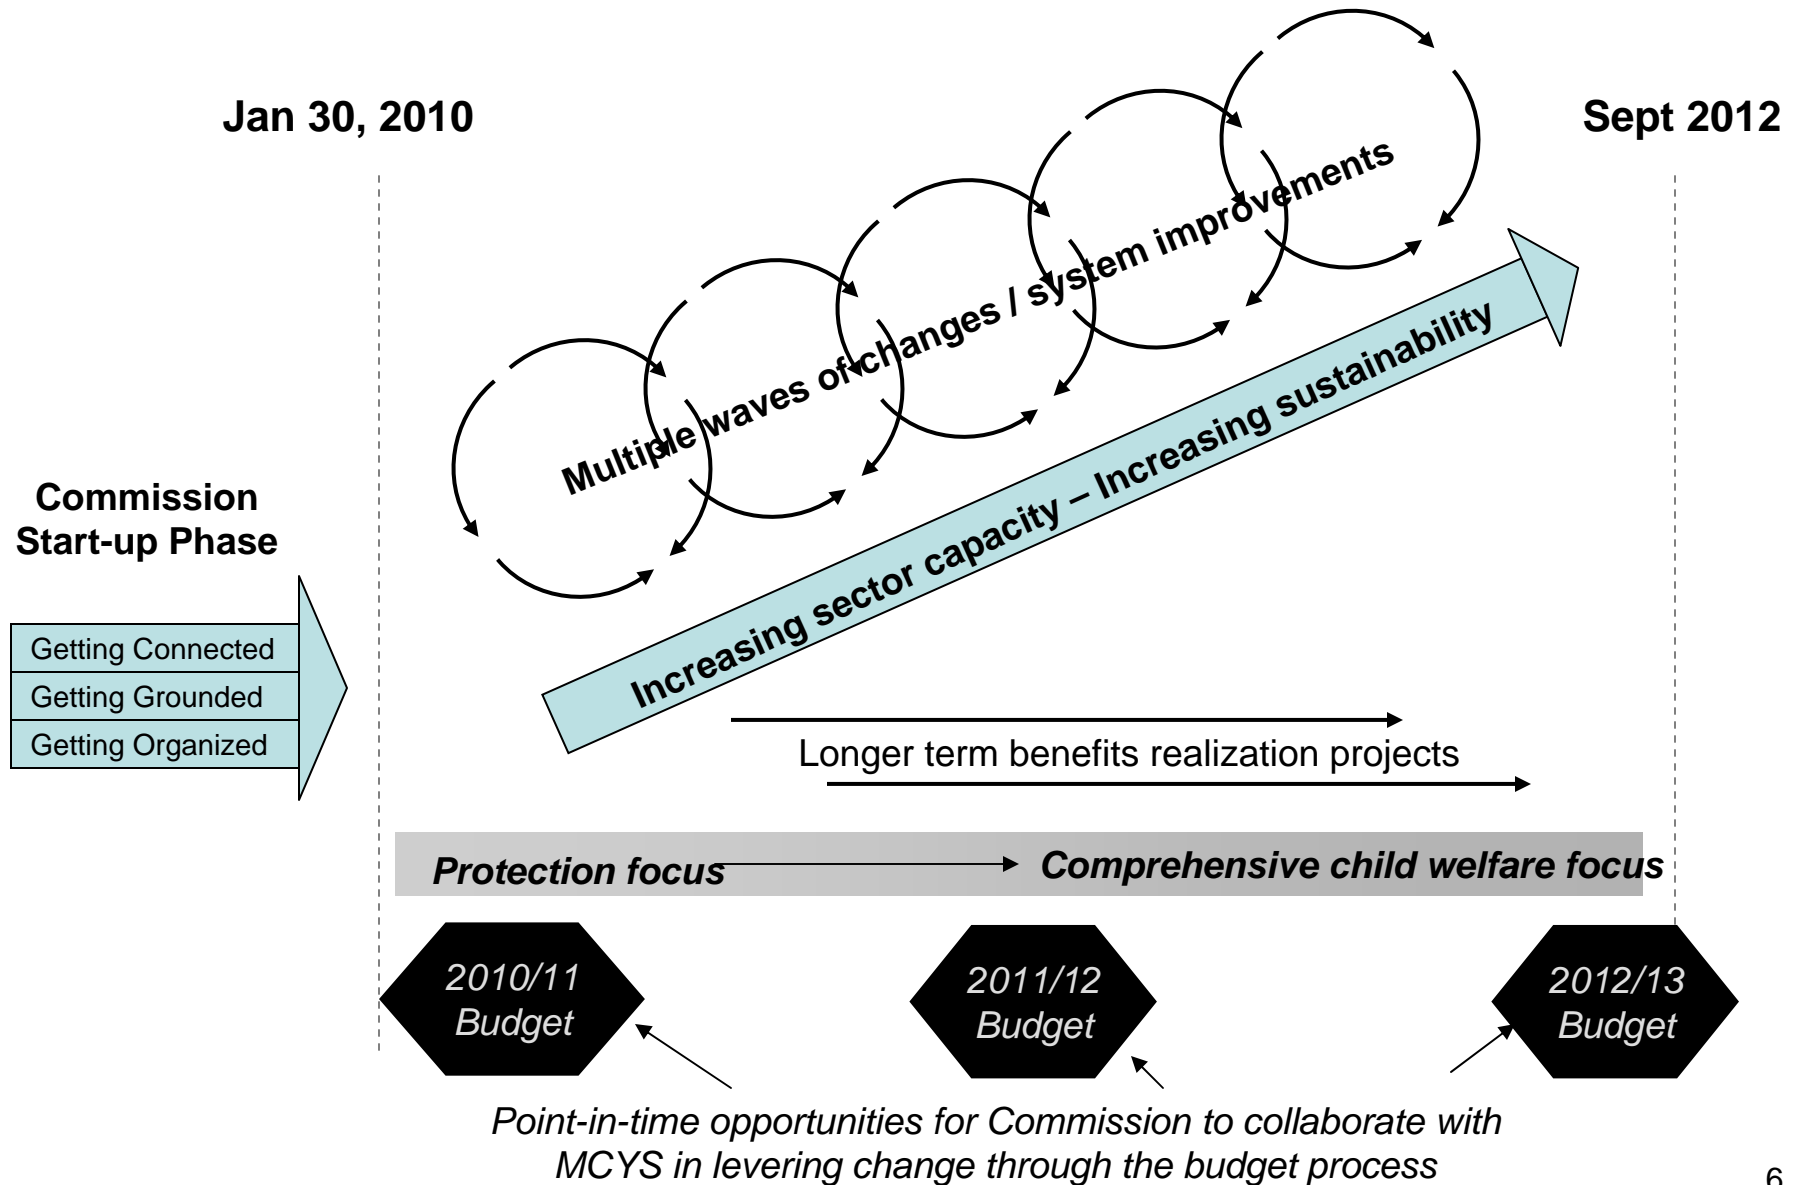 Jan 30, 2010
Sept 2012
Multiple waves of changes / system improvements
Commission
Start-up Phase
Getting Connected
Getting Grounded
Getting Organized
Increasing sector capacity – Increasing sustainability
Longer term benefits realization projects
Protection focus
Comprehensive child welfare focus
2010/11
Budget
2011/12
Budget
2012/13
Budget
Point-in-time opportunities for Commission to collaborate with
MCYS in levering change through the budget process
6